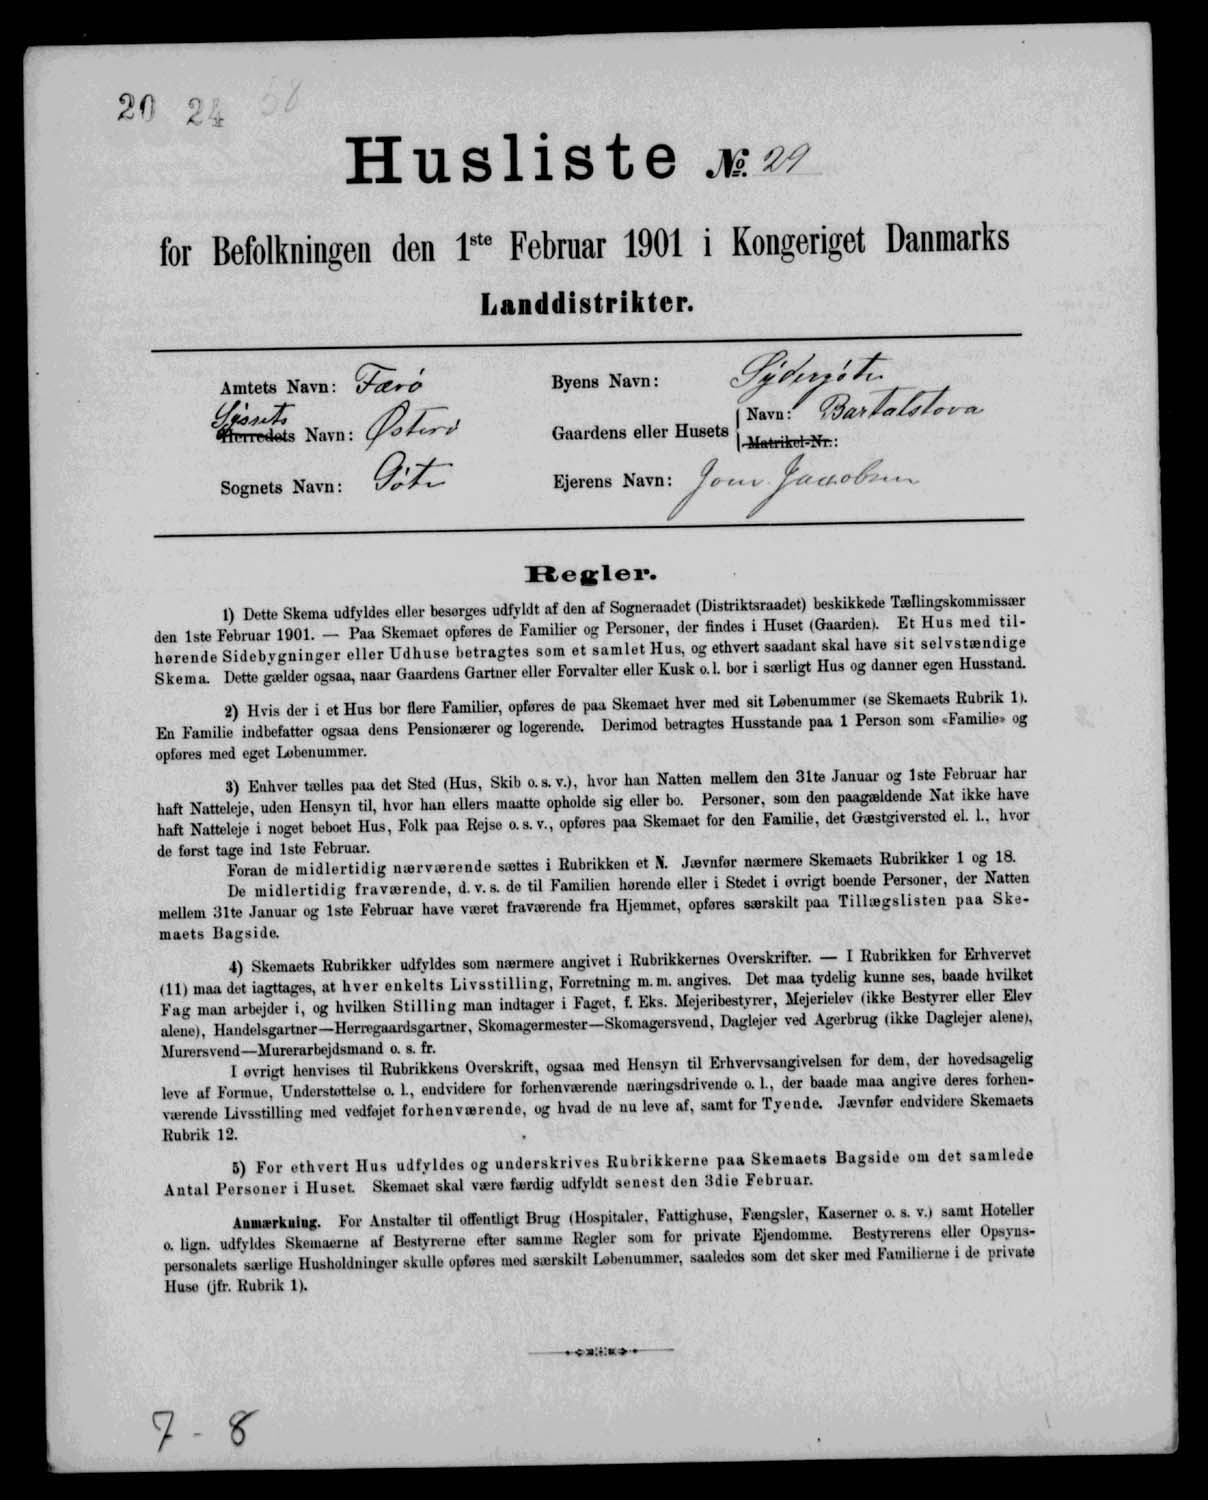 20 24 58
Husliste №. 29
for Befolkningen den 1ste Februar 1901 i Kongeriget Danmarks
Landdistrikter.
Amtets Navn: Færö
Byens Navn: Sydergöte
Syssels
Herredets Navn: Østerö
Gaardens eller Husets
Navn: Bartalstova
Matrikel-Nr.:
Sognets Navn: Göte
Ejerens Navn: Joen Jacobsen
Regler.
1) Dette Skema udfyldes eller besørges udfyldt af den af Sogneraadet (Distriktsraadet) beskikkede Tællingskommissær
den 1ste Februar 1901. — Paa Skemaet opføres de Familier og Personer, der findes i Huset (Gaarden). Et Hus med til-
hørende Sidebygninger eller Udhuse betragtes som et samlet Hus, og ethvert saadant skal have sit selvstændige
Skema. Dette gælder ogsaa, naar Gaardens Gartner eller Forvalter eller Kusk o. l. bor i særligt Hus og danner egen Husstand.
2) Hvis der i et Hus bor flere Familier, opføres de paa Skemaet hver med sit Løbenummer (se Skemaets Rubrik 1).
En Familie indbefatter ogsaa dens Pensionærer og logerende. Derimod betragtes Husstande paa 1 Person som «Familie» og
opføres med eget Løbenummer.
3) Enhver tælles paa det Sted (Hus, Skib o. s. v.), hvor han Natten mellem den 31te Januar og 1ste Februar har
haft Natteleje, uden Hensyn til, hvor han ellers maatte opholde sig eller bo. Personer, som den paagældende Nat ikke have
haft Natteleje i noget beboet Hus, Folk paa Rejse o. s. v., opføres paa Skemaet for den Familie, det Gæstgiversted el. l., hvor
de først tage ind 1ste Februar.
Foran de midlertidig nærværende sættes i Rubrikken et N. Jævnfør nærmere Skemaets Rubrikker 1 og 18.
De midlertidig fraværende, d. v. s. de til Familien hørende eller i Stedet i øvrigt boende Personer, der Natten
mellem 31te Januar og 1ste Februar have været fraværende fra Hjemmet, opføres særskilt paa Tillægslisten paa Ske-
maets Bagside.
4) Skemaets Rubrikker udfyldes som nærmere angivet i Rubrikkernes Overskrifter. — I Rubrikken for Erhvervet
(11) maa det iagttages, at hver enkelts Livsstilling, Forretning m. m. angives. Det maa tydelig kunne ses, baade hvilket
Fag man arbejder i, og hvilken Stilling man indtager i Faget, f. Eks. Mejeribestyrer, Mejerielev (ikke Bestyrer eller Elev
alene), Handelsgartner—Herregaardsgartner, Skomagermester—Skomagersvend, Daglejer ved Agerbrug (ikke Daglejer alene),
Murersvend—Murerarbejdsmand o. s. fr.
I øvrigt henvises til Rubrikkens Overskrift, ogsaa med Hensyn til Erhvervsangivelsen for dem, der hovedsagelig
leve af Formue, Understøttelse o. l., endvidere for forhenværende næringsdrivende o. l., der baade maa angive deres forhen-
værende Livsstilling med vedføjet forhenværende, og hvad de nu leve af, samt for Tyende. Jævnfør endvidere Skemaets
Rubrik 12.
5) For ethvert Hus udfyldes og underskrives Rubrikkerne paa Skemaets Bagside om det samlede
Antal Personer i Huset. Skemaet skal være færdig udfyldt senest den 3die Februar.
Anmærkning. For Anstalter til offentligt Brug (Hospitaler, Fattighuse, Fængsler, Kaserner o. s. v.) samt Hoteller
o. lign. udfyldes Skemaerne af Bestyrerne efter samme Regler som for private Ejendomme. Bestyrerens eller Opsyns-
personalets særlige Husholdninger skulle opføres med særskilt Løbenummer, saaledes som det sker med Familierne i de private
Huse (jfr. Rubrik 1).
7 - 8